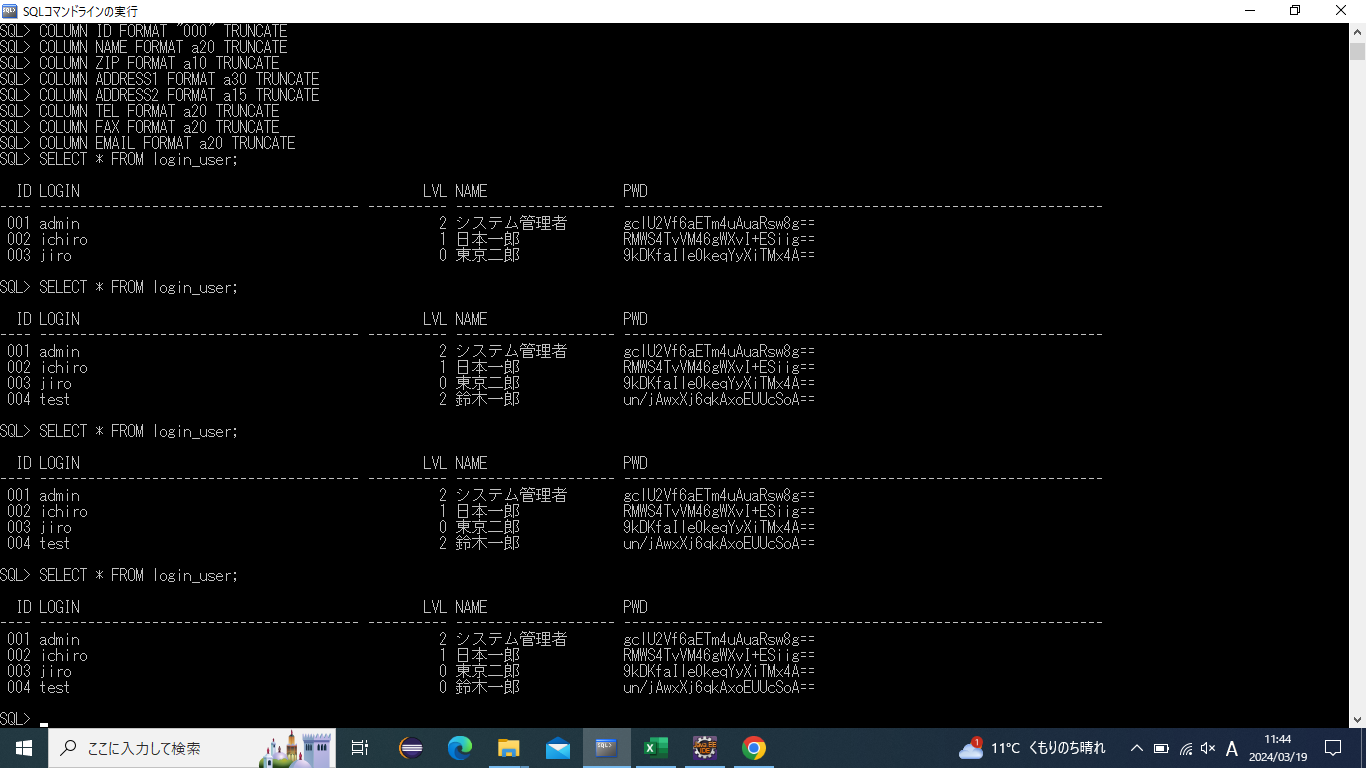 SQLコマンドラインの実行
SQL> COLUMN ID FORMAT "000" TRUNCATE
SQL> COLUMN NAME FORMAT a20 TRUNCATE
SQL> COLUMN ZIP FORMAT a10 TRUNCATE
SQL> COLUMN ADDRESS1 FORMAT a30 TRUNCATE
SQL> COLUMN ADDRESS2 FORMAT a15 TRUNCATE
SQL> COLUMN TEL FORMAT a20 TRUNCATE
SQL> COLUMN FAX FORMAT a20 TRUNCATE
SQL> COLUMN EMAIL FORMAT a20 TRUNCATE
SQL> SELECT * FROM login_user;
ID LOGIN LVL NAME PWD
---- ---------------------------------------- ---------- -------------------- ------------------------------------------------------------
001 admin 2 システム管理者 gcIU2Vf6aETm4uAuaRsw8g==
002 ichiro 1 日本一郎 RMWS4TvVM46gWXvI+ESiig==
003 jiro 0 東京二郎 9kDKfaIle0keqYyXiTMx4A==
SQL> SELECT * FROM login_user;
ID LOGIN LVL NAME PWD
---- ---------------------------------------- ---------- -------------------- ------------------------------------------------------------
001 admin 2 システム管理者 gcIU2Vf6aETm4uAuaRsw8g==
002 ichiro 1 日本一郎 RMWS4TvVM46gWXvI+ESiig==
003 jiro 0 東京二郎 9kDKfaIle0keqYyXiTMx4A==
004 test 2 鈴木一郎 un/jAwxXj6qkAxoEUUcSoA==
SQL> SELECT * FROM login_user;
ID LOGIN LVL NAME PWD
---- ---------------------------------------- ---------- -------------------- ------------------------------------------------------------
001 admin 2 システム管理者 gcIU2Vf6aETm4uAuaRsw8g==
002 ichiro 1 日本一郎 RMWS4TvVM46gWXvI+ESiig==
003 jiro 0 東京二郎 9kDKfaIle0keqYyXiTMx4A==
004 test 2 鈴木一郎 un/jAwxXj6qkAxoEUUcSoA==
SQL> SELECT * FROM login_user;
ID LOGIN LVL NAME PWD
---- ---------------------------------------- ---------- -------------------- ------------------------------------------------------------
001 admin 2 システム管理者 gcIU2Vf6aETm4uAuaRsw8g==
002 ichiro 1 日本一郎 RMWS4TvVM46gWXvI+ESiig==
003 jiro 0 東京二郎 9kDKfaIle0keqYyXiTMx4A==
004 test 0 鈴木一郎 un/jAwxXj6qkAxoEUUcSoA==
SQL>
ここに入力して検索
1
11°C くもりのち晴れ
A
11:44
2024/03/19